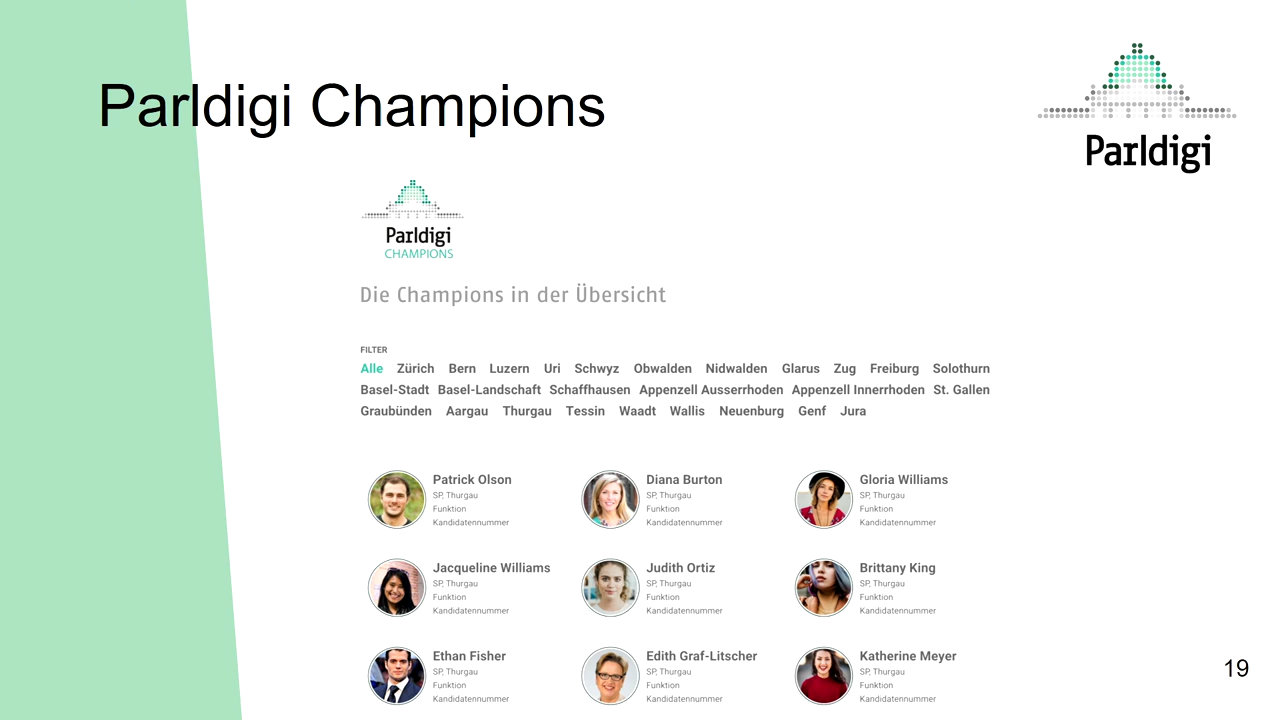 Parldigi Champions
Parldigi
Parldigi
CHAMPIONS
Die Champions in der Übersicht
FILTER
Alle Zürich Bern Luzern Uri Schwyz Obwalden Nidwalden Glarus Zug Freiburg Solothurn
Basel-Stadt Basel-Landschaft Schaffhausen Appenzell Ausserrhoden Appenzell Innerrhoden St. Gallen
Graubünden Aargau Thurgau Tessin Waadt Wallis Neuenburg Genf Jura
Patrick Olson
SP, Thurgau
Funktion
Kandidatennummer
Diana Burton
SP, Thurgau
Funktion
Kandidatennummer
Gloria Williams
SP, Thurgau
Funktion
Kandidatennummer
Jacqueline Williams
SP, Thurgau
Funktion
Kandidatennummer
Judith Ortiz
SP, Thurgau
Funktion
Kandidatennummer
Brittany King
SP, Thurgau
Funktion
Kandidatennummer
Ethan Fisher
SP, Thurgau
Funktion
Kandidatennummer
Edith Graf-Litscher
SP, Thurgau
Funktion
Kandidatennummer
Katherine Meyer
SP, Thurgau
Funktion
Kandidatennummer
19